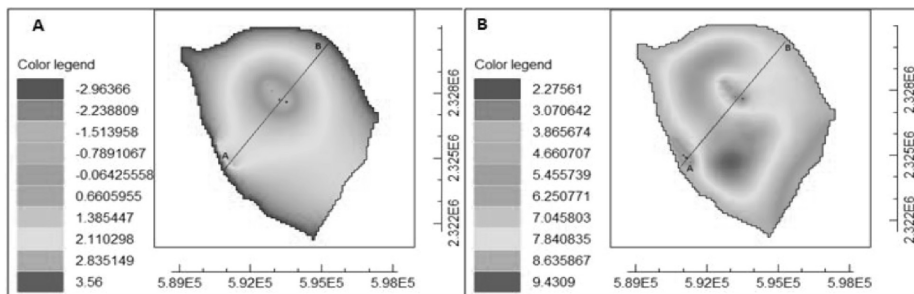 A
Color legend
-2.96366
-2.238809
-1.513958
-0.7891067
-0.06425558
0.6605955
1.385447
2.110298
2.835149
3.56
B
A
2.328E6
2.325E6
2.322E6
5.89E5
5.92E5
5.95E5
5.98E5
B
Color legend
2.27561
3.070642
3.865674
4.660707
5.455739
6.250771
7.045803
7.840835
8.635867
9.4309
B
A
2.328E6
2.325E6
2.322E6
5.89E5
5.92E5
5.95E5
5.98E5